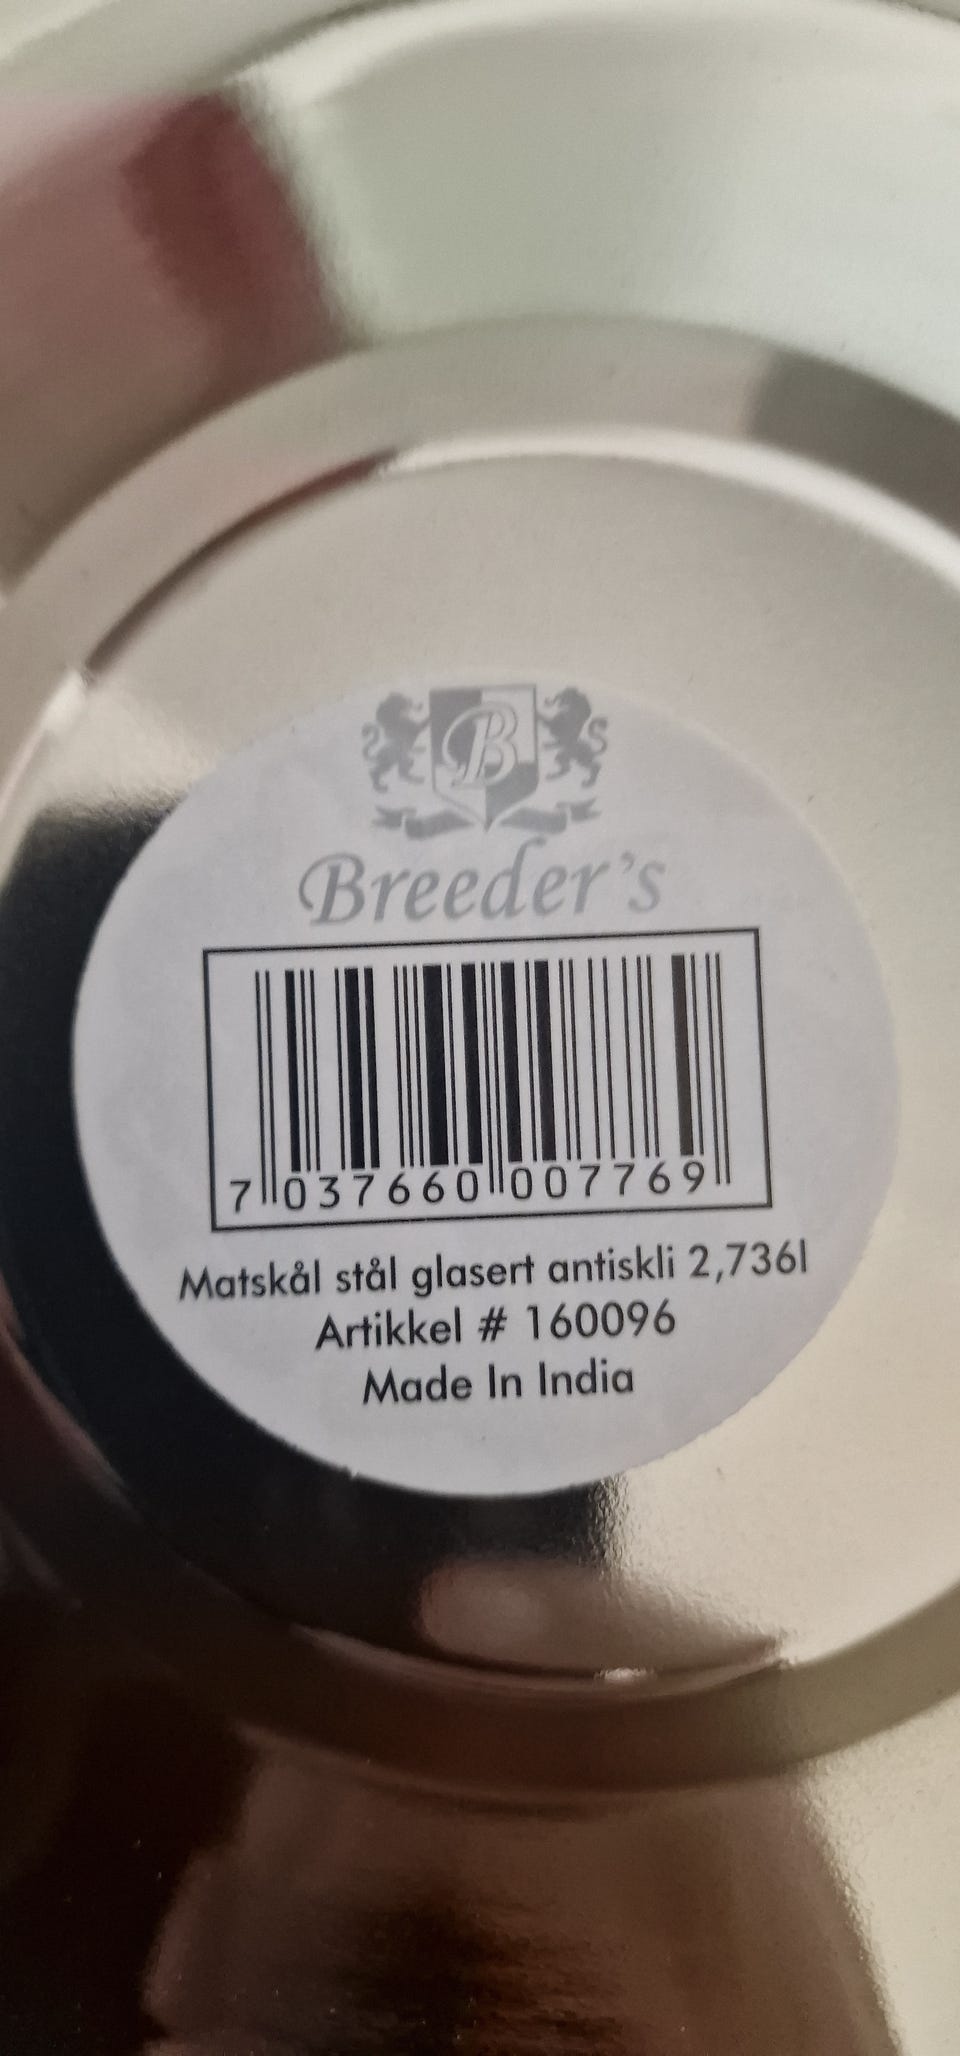 B
Breeder's
7 037660 007769
Matskål stål glasert antiskli 2,736l
Artikkel # 160096
Made In India